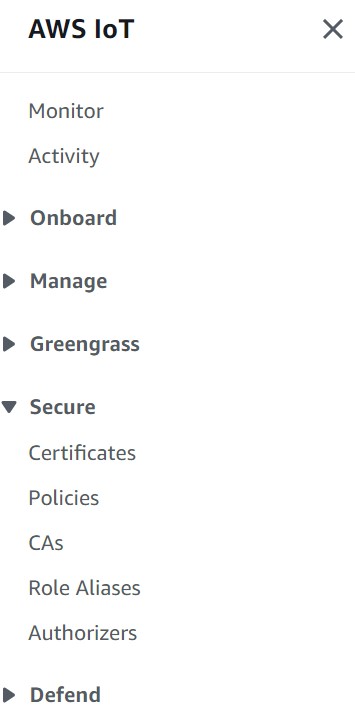 AWS IoT
Monitor
Activity
Onboard
Manage
Greengrass
Secure
Certificates
Policies
CAs
Role Aliases
Authorizers
Defend